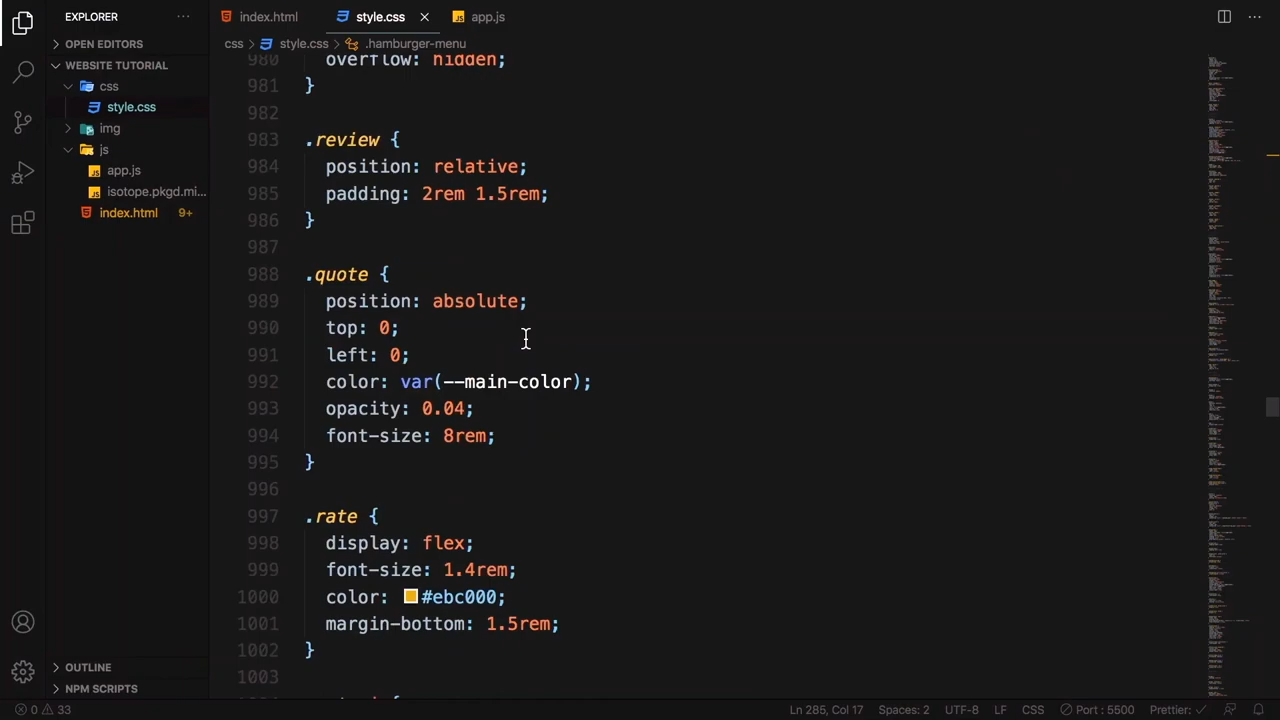 EXPLORER
index.html
style.css
app.js
OPEN EDITORS
css
style.css
.hamburger-menu
WEBSITE TUTORIAL
css
style.css
img
js
app.js
isotope.pkgd.mi...
index.html 9+
980 overflow: hidden;
981 }
982
983 .review {
984 position: relative;
985 padding: 2rem 1.5rem;
986 }
987
988 .quote {
989 position: absolute;
990 top: 0;
991 left: 0;
992 color: var(--main-color);
993 opacity: 0.04;
994 font-size: 8rem;
995 }
996
997 .rate {
998 display: flex;
999 font-size: 1.4rem;
1000 color: #ebc000;
1001 margin-bottom: 1.5rem;
1002 }
1003
OUTLINE
NPM SCRIPTS
0 33
Ln 285, Col 17
Spaces: 2
UTF-8
LF
CSS
Port : 5500
Prettier: